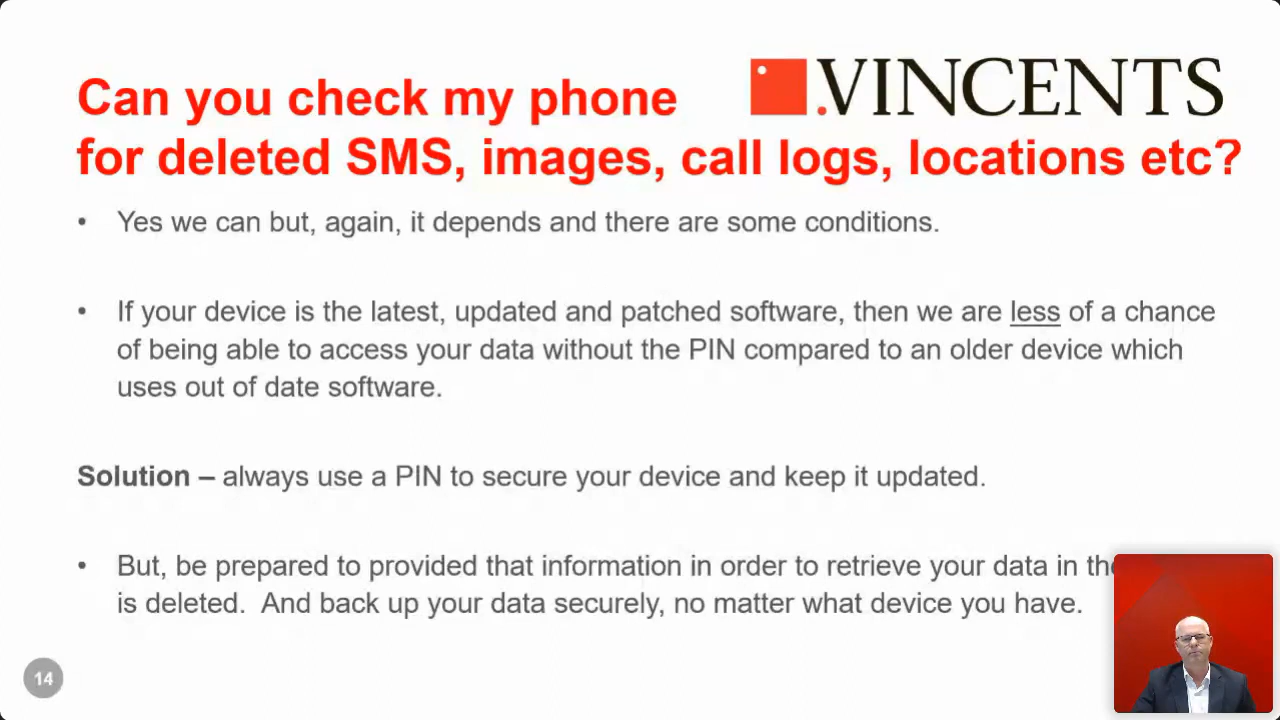 Can you check my phone
.VINCENTS
for deleted SMS, images, call logs, locations etc?
• Yes we can but, again, it depends and there are some conditions.
• If your device is the latest, updated and patched software, then we are less of a chance
of being able to access your data without the PIN compared to an older device which
uses out of date software.
Solution – always use a PIN to secure your device and keep it updated.
• But, be prepared to provided that information in order to retrieve your data in
is deleted.  And back up your data securely, no matter what device you have.
14